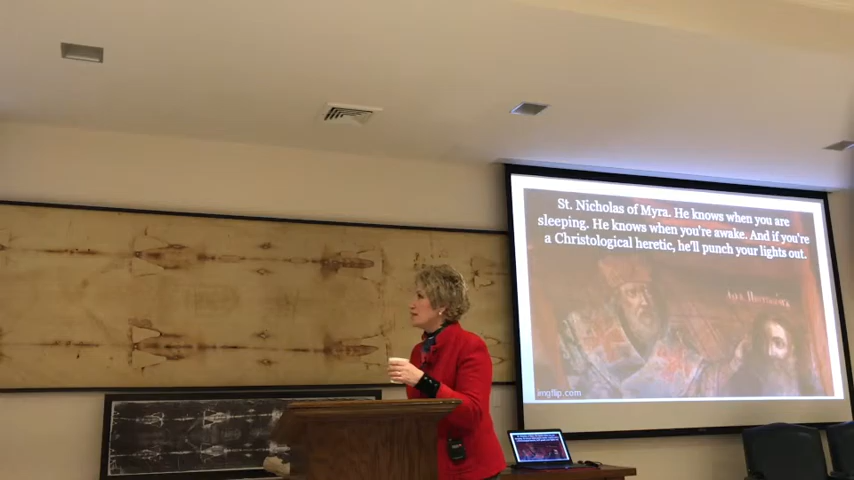 St. Nicholas of Myra. He knows when you are
sleeping. He knows when you're awake. And if you're
a Christological heretic, he'll punch your lights out.
imgflip.com